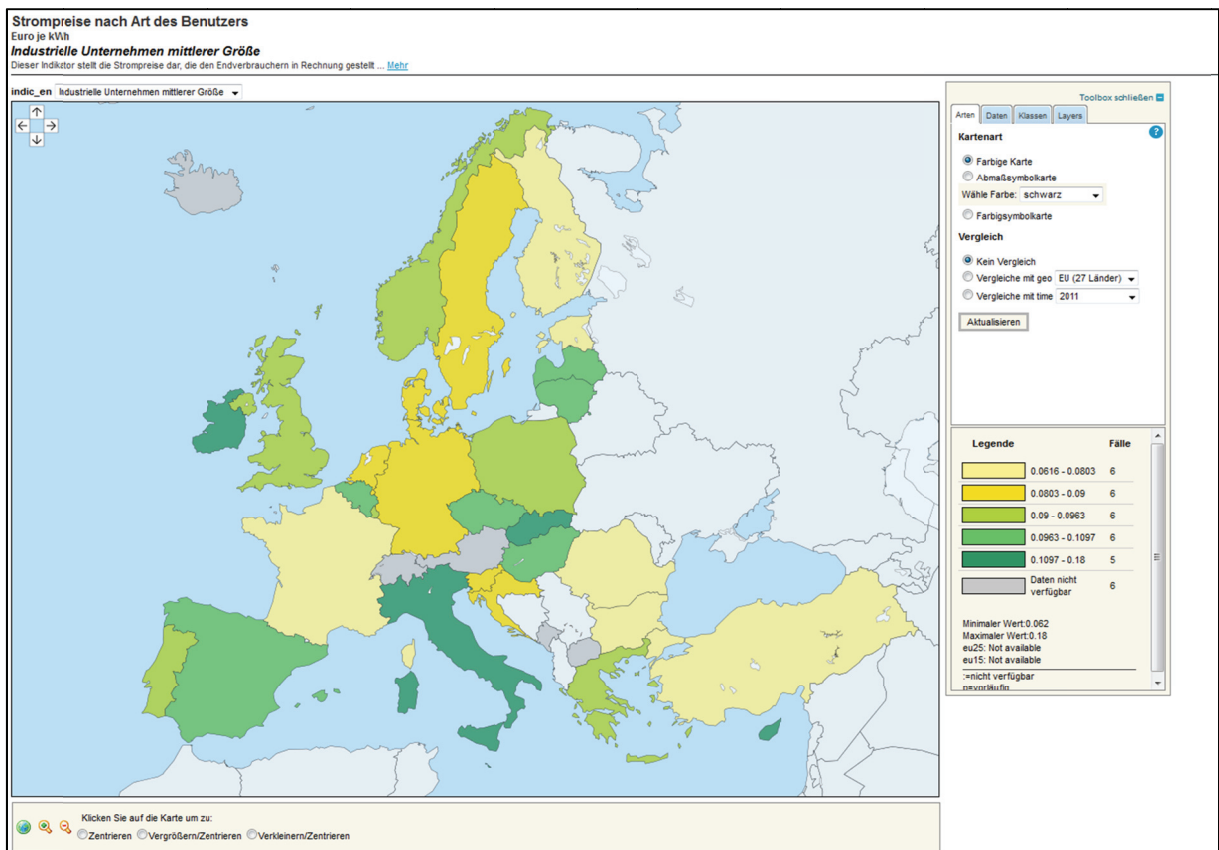 Strompreise nach Art des Benutzers
Euro je kWh
Industrielle Unternehmen mittlerer Größe
Dieser Indikator stellt die Strompreise dar, die den Endverbrauchern in Rechnung gestellt ... Mehr
indic_en Industrielle Unternehmen mittlerer Größe
Toolbox schließen
Arten Daten Klassen Layers
?
Kartenart
Farbige Karte
Abmaßsymbolkarte
Wähle Farbe: schwarz
Farbigsymbolkarte
Vergleich
Kein Vergleich
Vergleiche mit geo EU (27 Länder)
Vergleiche mit time 2011
Aktualisieren
Legende Fälle
0.0616 - 0.0803 6
0.0803 - 0.09 6
0.09 - 0.0963 6
0.0963 - 0.1097 6
0.1097 - 0.18 5
Daten nicht verfügbar 6
Minimaler Wert:0.062
Maximaler Wert:0.18
eu25: Not available
eu15: Not available
:=nicht verfügbar
p=vorläufig
Klicken Sie auf die Karte um zu:
Zentrieren Vergrößern/Zentrieren Verkleinern/Zentrieren